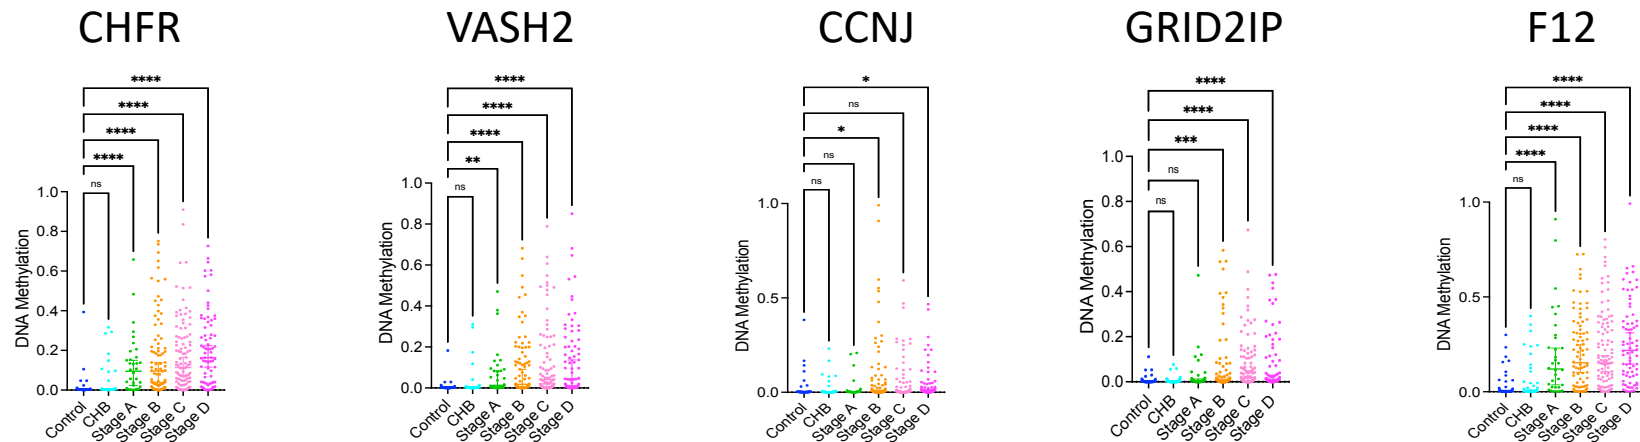 CHFR
VASH2
CCNJ
GRID2IP
F12
****
****
****
****
ns
DNA Methylation
1.0
0.8
0.6
0.4
0.2
0.0
Control
CHB
Stage A
Stage B
Stage C
Stage D
****
****
****
**
ns
DNA Methylation
1.0
0.8
0.6
0.4
0.2
0.0
Control
CHB
Stage A
Stage B
Stage C
Stage D
*
ns
*
ns
ns
DNA Methylation
1.0
0.5
0.0
Control
CHB
Stage A
Stage B
Stage C
Stage D
****
****
***
ns
ns
DNA Methylation
1.0
0.8
0.6
0.4
0.2
0.0
Control
CHB
Stage A
Stage B
Stage C
Stage D
****
****
****
****
ns
DNA Methylation
1.0
0.5
0.0
Control
CHB
Stage A
Stage B
Stage C
Stage D